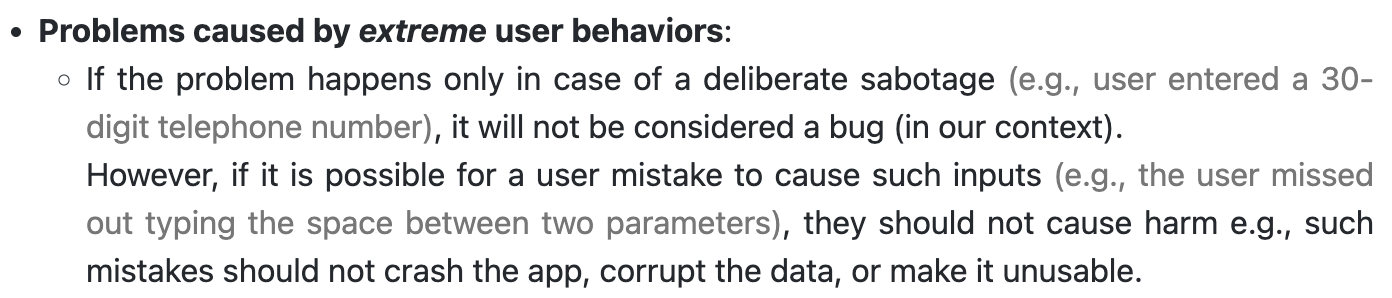 • Problems caused by extreme user behaviors:
○ If the problem happens only in case of a deliberate sabotage (e.g., user entered a 30-
digit telephone number), it will not be considered a bug (in our context).
However, if it is possible for a user mistake to cause such inputs (e.g., the user missed
out typing the space between two parameters), they should not cause harm e.g., such
mistakes should not crash the app, corrupt the data, or make it unusable.